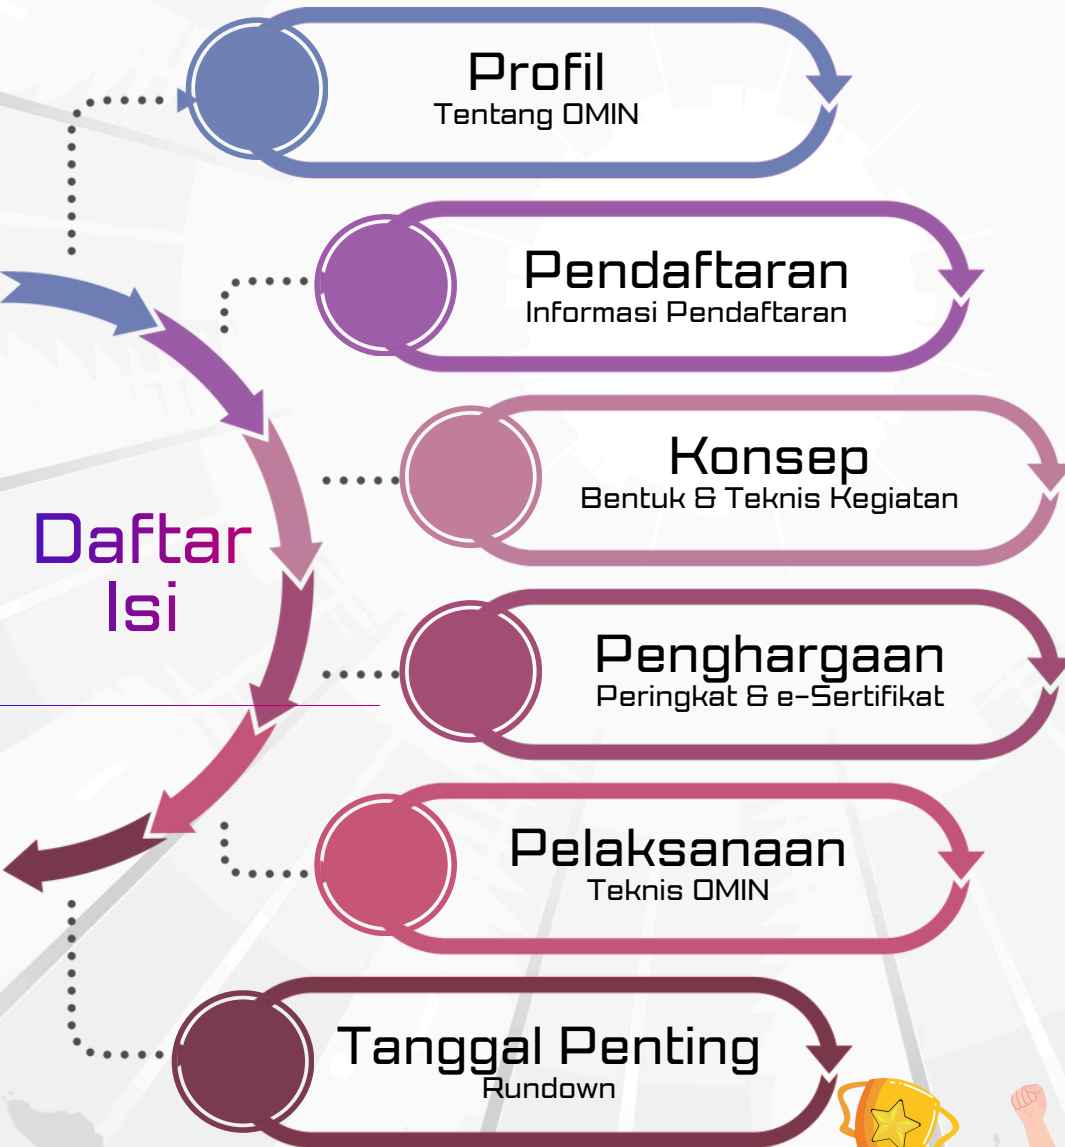 Profil
Tentang OMIN
Pendaftaran
Informasi Pendaftaran
Konsep
Bentuk & Teknis Kegiatan
Daftar
Isi
Penghargaan
Peringkat & e-Sertifikat
Pelaksanaan
Teknis OMIN
Tanggal Penting
Rundown